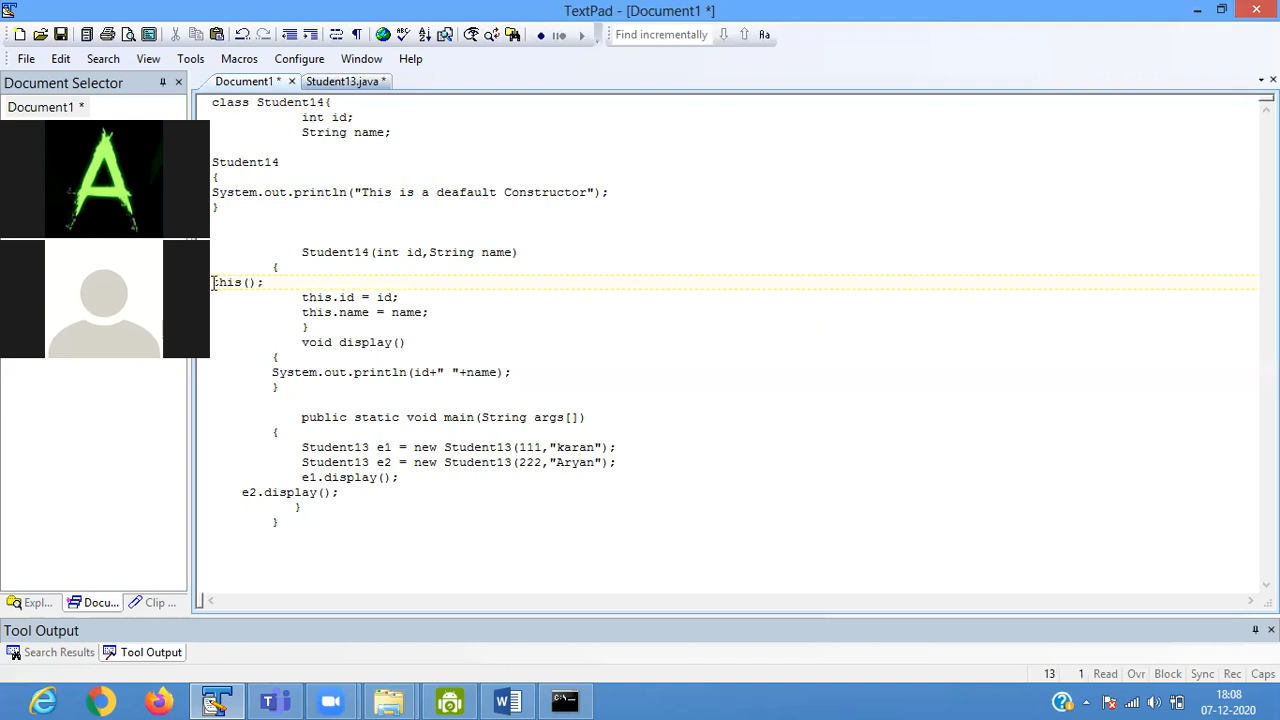 TextPad - [Document1 *]
Find incrementally
File Edit Search View Tools Macros Configure Window Help
Document Selector
Document1 *
Document1 * Student13.java *
class Student14{
int id;
String name;
Student14
{
System.out.println("This is a deafault Constructor");
}
Student14(int id,String name)
{
this();
this.id = id;
this.name = name;
}
void display()
{
System.out.println(id+" "+name);
}
public static void main(String args[])
{
Student13 e1 = new Student13(111,"karan");
Student13 e2 = new Student13(222,"Aryan");
e1.display();
e2.display();
}
}
A
Expl... Docu... Clip ...
Tool Output
Search Results Tool Output
13 1 Read Ovr Block Sync Rec Caps
18:08
07-12-2020